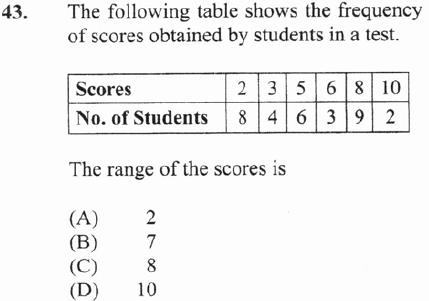 43. The following table shows the frequency
of scores obtained by students in a test.
Scores 2 3 5 6 8 10
No. of Students 8 4 6 3 9 2
The range of the scores is
(A) 2
(B) 7
(C) 8
(D) 10